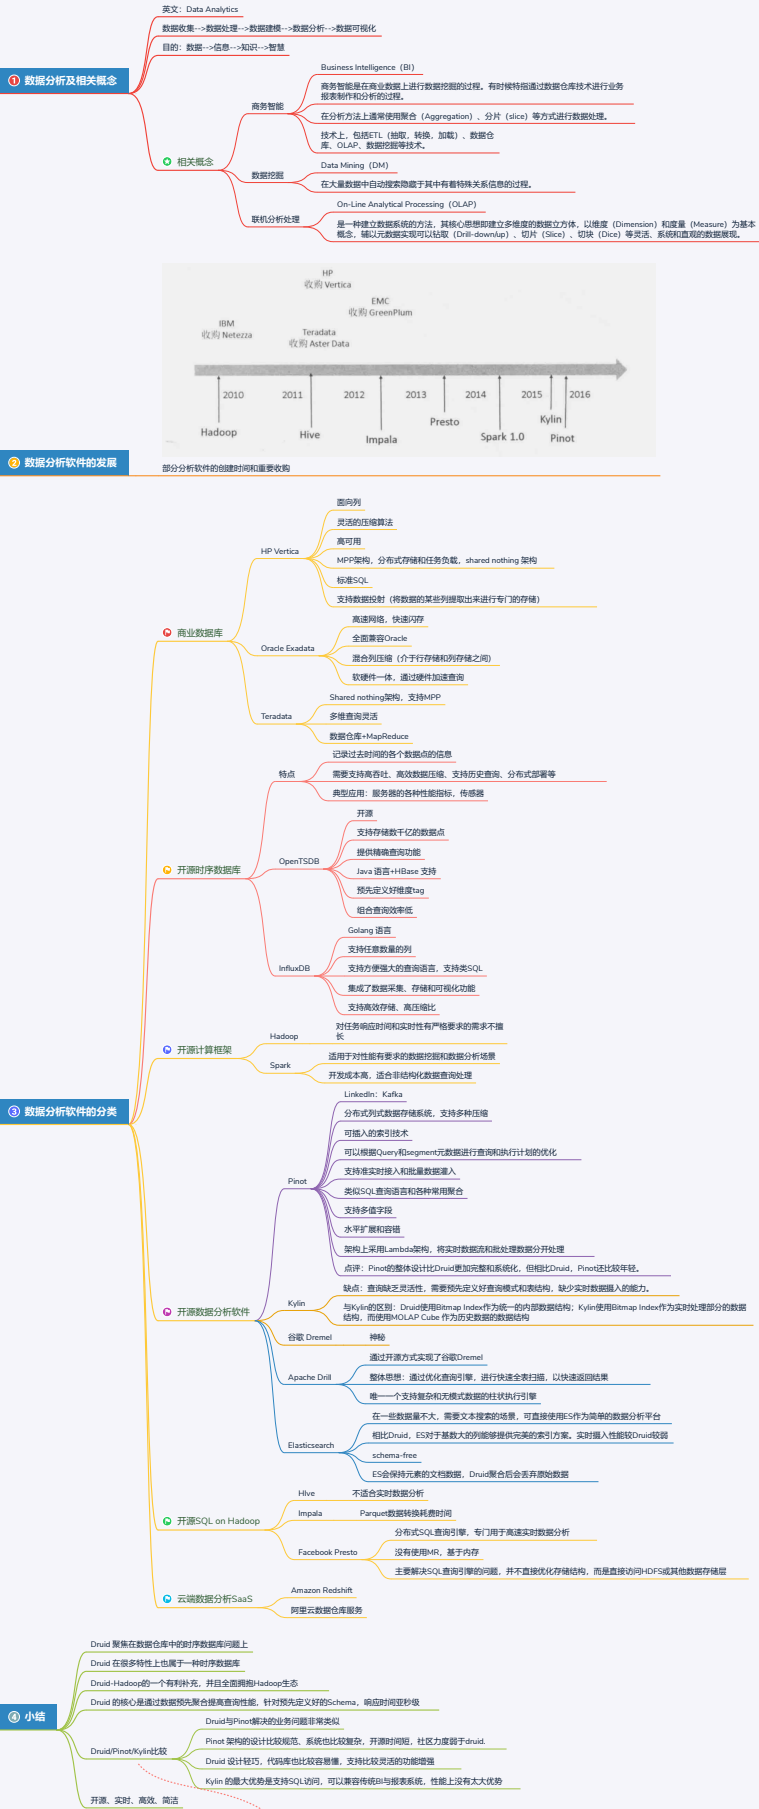 英文：Data Analytics
数据收集-->数据处理-->数据建模-->数据分析-->数据可视化
目的：数据-->信息-->知识-->智慧
1 数据分析及相关概念
相关概念
商务智能
Business Intelligence（BI）
商务智能是在商业数据上进行数据挖掘的过程。有时候特指通过数据仓库技术进行业务
报表制作和分析的过程。
在分析方法上通常使用聚合（Aggregation）、分片（slice）等方式进行数据处理。
技术上，包括ETL（抽取，转换，加载）、数据仓
库、OLAP、数据挖掘等技术。
数据挖掘
Data Mining（DM）
在大量数据中自动搜索隐藏于其中有着特殊关系信息的过程。
联机分析处理
On-Line Analytical Processing（OLAP）
是一种建立数据系统的方法，其核心思想即建立多维度的数据立方体，以维度（Dimension）和度量（Measure）为基本
概念，辅以元数据实现可以钻取（Drill-down/up）、切片（Slice）、切块（Dice）等灵活、系统和直观的数据展现。
HP
收购 Vertica
EMC
收购 GreenPlum
IBM
收购 Netezza
Teradata
收购 Aster Data
2010 2011 2012 2013 2014 2015 2016
Hadoop
Hive
Impala
Presto
Spark 1.0
Kylin
Pinot
2 数据分析软件的发展
部分分析软件的创建时间和重要收购
3 数据分析软件的分类
商业数据库
HP Vertica
面向列
灵活的压缩算法
高可用
MPP架构，分布式存储和任务负载，shared nothing 架构
标准SQL
支持数据投射（将数据的某些列提取出来进行专门的存储）
Oracle Exadata
高速网络，快速闪存
全面兼容Oracle
混合列压缩（介于行存储和列存储之间）
软硬件一体，通过硬件加速查询
Teradata
Shared nothing架构，支持MPP
多维查询灵活
数据仓库+MapReduce
开源时序数据库
特点
记录过去时间的各个数据点的信息
需要支持高吞吐、高效数据压缩、支持历史查询、分布式部署等
典型应用：服务器的各种性能指标，传感器
OpenTSDB
开源
支持存储数千亿的数据点
提供精确查询功能
Java 语言+HBase 支持
预先定义好维度tag
组合查询效率低
InfluxDB
Golang 语言
支持任意数量的列
支持方便强大的查询语言，支持类SQL
集成了数据采集、存储和可视化功能
支持高效存储、高压缩比
开源计算框架
Hadoop
对任务响应时间和实时性有严格要求的需求不擅
长
Spark
适用于对性能有要求的数据挖掘和数据分析场景
开发成本高，适合非结构化数据查询处理
开源数据分析软件
Pinot
LinkedIn：Kafka
分布式列式数据存储系统，支持多种压缩
可插入的索引技术
可以根据Query和segment元数据进行查询和执行计划的优化
支持准实时接入和批量数据灌入
类似SQL查询语言和各种常用聚合
支持多值字段
水平扩展和容错
架构上采用Lambda架构，将实时数据流和批处理数据分开处理
点评：Pinot的整体设计比Druid更加完整和系统化，但相比Druid，Pinot还比较年轻。
Kylin
缺点：查询缺乏灵活性，需要预先定义好查询模式和表结构，缺少实时数据摄入的能力。
与Kylin的区别：Druid使用Bitmap Index作为统一的内部数据结构；Kylin使用Bitmap Index作为实时处理部分的数据
结构，而使用MOLAP Cube 作为历史数据的数据结构
谷歌 Dremel
神秘
Apache Drill
通过开源方式实现了谷歌Dremel
整体思想：通过优化查询引擎，进行快速全表扫描，以快速返回结果
唯一一个支持复杂和无模式数据的柱状执行引擎
Elasticsearch
在一些数据量不大，需要文本搜索的场景，可直接使用ES作为简单的数据分析平台
相比Druid，ES对于基数大的列能够提供完美的索引方案。实时摄入性能较Druid较弱
schema-free
ES会保持元素的文档数据，Druid聚合后会丢弃原始数据
开源SQL on Hadoop
HIve
不适合实时数据分析
Impala
Parquet数据转换耗费时间
Facebook Presto
分布式SQL查询引擎，专门用于高速实时数据分析
没有使用MR，基于内存
主要解决SQL查询引擎的问题，并不直接优化存储结构，而是直接访问HDFS或其他数据存储层
云端数据分析SaaS
Amazon Redshift
阿里云数据仓库服务
4 小结
Druid 聚焦在数据仓库中的时序数据库问题上
Druid 在很多特性上也属于一种时序数据库
Druid-Hadoop的一个有利补充，并且全面拥抱Hadoop生态
Druid 的核心是通过数据预先聚合提高查询性能，针对预先定义好的Schema，响应时间亚秒级
Druid/Pinot/Kylin比较
Druid与Pinot解决的业务问题非常类似
Pinot 架构的设计比较规范、系统也比较复杂，开源时间短，社区力度弱于druid.
Druid 设计轻巧，代码库也比较容易懂，支持比较灵活的功能增强
Kylin 的最大优势是支持SQL访问，可以兼容传统BI与报表系统，性能上没有太大优势
开源、实时、高效、简洁